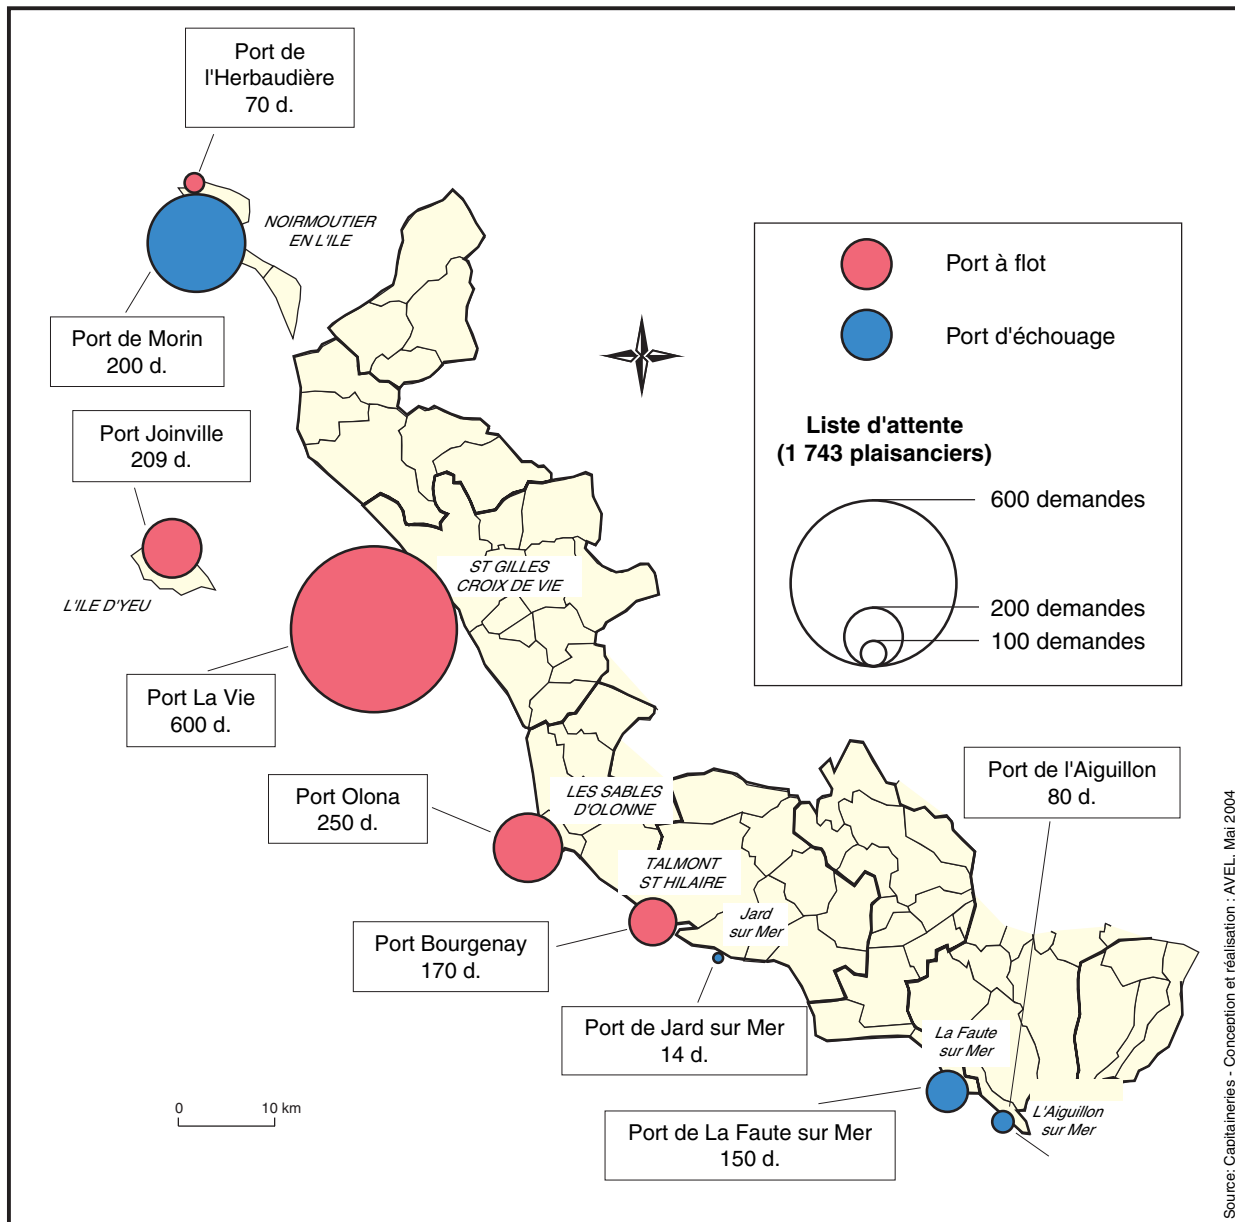 Port de
l'Herbaudière
70 d.
NOIRMOUTIER
EN L'ILE
Port de Morin
200 d.
Port Joinville
209 d.
L'ILE D'YEU
ST GILLES
CROIX DE VIE
Port La Vie
600 d.
Port Olona
250 d.
LES SABLES
D'OLONNE
TALMONT
ST HILAIRE
Port Bourgenay
170 d.
Jard
sur Mer
Port de Jard sur Mer
14 d.
Port de l'Aiguillon
80 d.
La Faute
sur Mer
Port de La Faute sur Mer
150 d.
L'Aiguillon
sur Mer
0 10 km
Port à flot
Port d'échouage
Liste d'attente
(1 743 plaisanciers)
600 demandes
200 demandes
100 demandes
Source: Capitaineries - Conception et réalisation : AVEL. Mai 2004